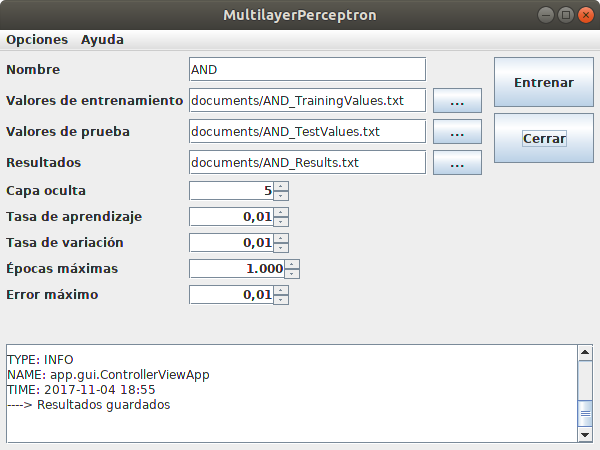 MultilayerPerceptron
Opciones Ayuda
Nombre AND Entrenar
Valores de entrenamiento documents/AND_TrainingValues.txt ...
Valores de prueba documents/AND_TestValues.txt ... Cerrar
Resultados documents/AND_Results.txt ...
Capa oculta 5
Tasa de aprendizaje 0,01
Tasa de variación 0,01
Épocas máximas 1.000
Error máximo 0,01
TYPE: INFO
NAME: app.gui.ControllerViewApp
TIME: 2017-11-04 18:55
----> Resultados guardados